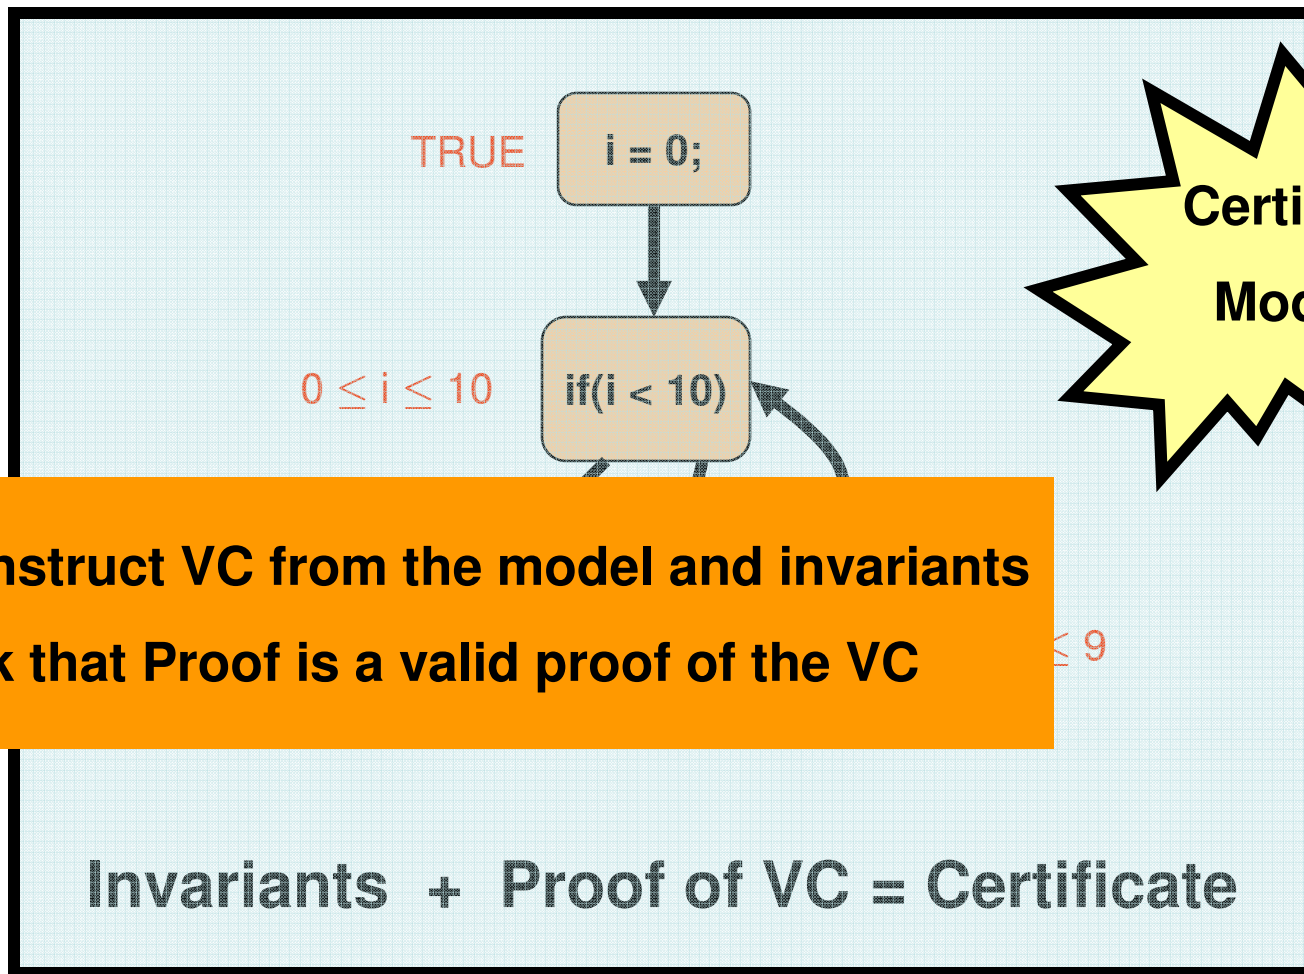 TRUE
i = 0;
Certi
Moc
0 ≤ i ≤ 10
if(i < 10)
nstruct VC from the model and invariants
k that Proof is a valid proof of the VC
≤ 9
Invariants + Proof of VC = Certificate